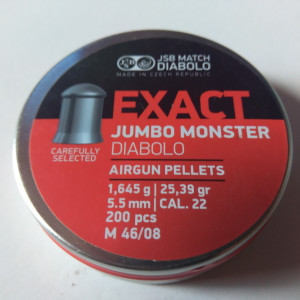 JSB
JSB MATCH
DIABOLO
MADE IN CZECH REPUBLIC
EXACT
JUMBO MONSTER
DIABOLO
CAREFULLY
SELECTED
AIRGUN PELLETS
1,645 g | 25,39 gr
5.5 mm | CAL. 22
200 pcs
M 46/08